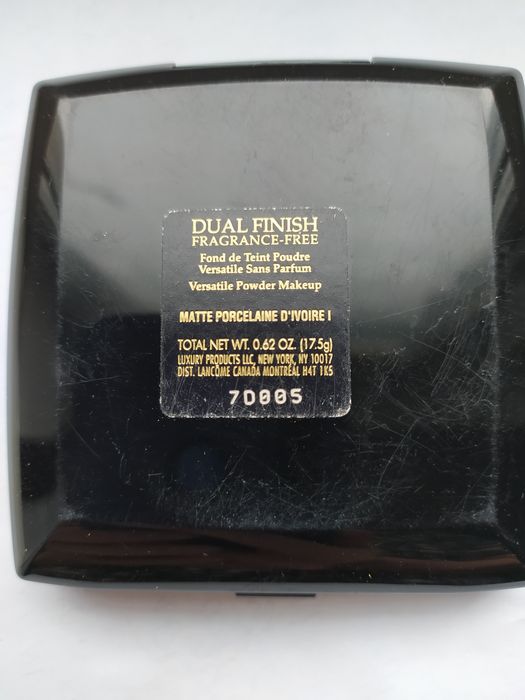 DUAL FINISH
FRAGRANCE-FREE
Fond de Teint Poudre
Versatile Sans Parfum
Versatile Powder Makeup
MATTE PORCELAINE D'IVOIRE I
TOTAL NET WT. 0.62 OZ. (17.5g)
LUXURY PRODUCTS LLC, NEW YORK, NY 10017
DIST. LANCÔME CANADA MONTRÉAL H4T 1K5
7D005